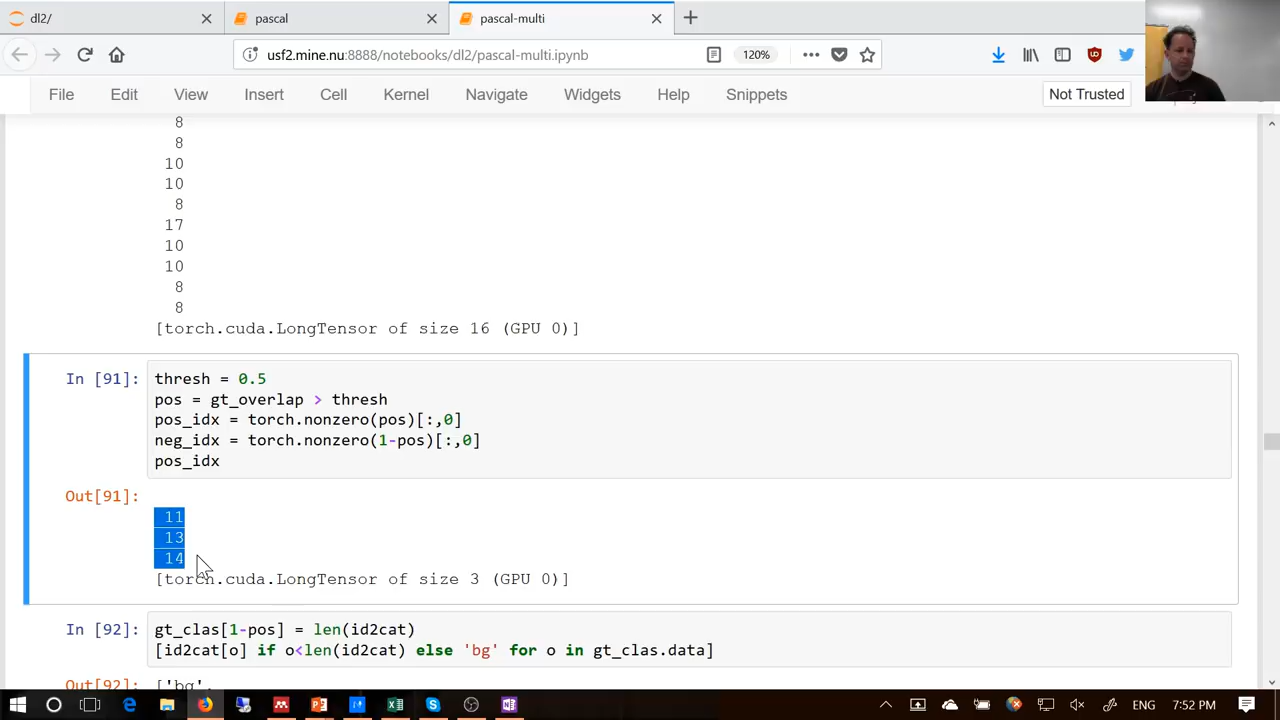 dl2/
pascal
pascal-multi
usf2.mine.nu:8888/notebooks/dl2/pascal-multi.ipynb
120%
File Edit View Insert Cell Kernel Navigate Widgets Help Snippets
Not Trusted
8
8
10
10
8
17
10
10
8
8
[torch.cuda.LongTensor of size 16 (GPU 0)]
In [91]:
thresh = 0.5
pos = gt_overlap > thresh
pos_idx = torch.nonzero(pos)[:,0]
neg_idx = torch.nonzero(1-pos)[:,0]
pos_idx
Out[91]:
11
13
14
[torch.cuda.LongTensor of size 3 (GPU 0)]
In [92]:
gt_clas[1-pos] = len(id2cat)
[id2cat[o] if o<len(id2cat) else 'bg' for o in gt_clas.data]
Out[92]:
['bg',
ENG
7:52 PM